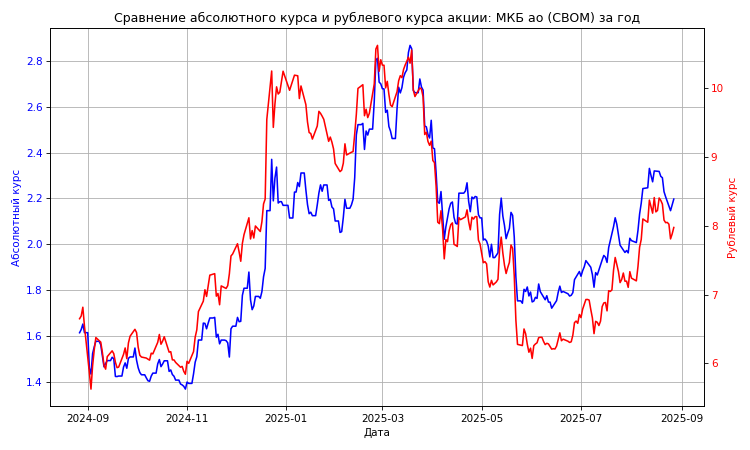 Сравнение абсолютного курса и рублевого курса акции: МКБ ао (CBOM) за год
Абсолютный курс
2.8
2.6
2.4
2.2
2.0
1.8
1.6
1.4
10
9
8
7
6
Рублевый курс
2024-09 2024-11 2025-01 2025-03 2025-05 2025-07 2025-09
Дата